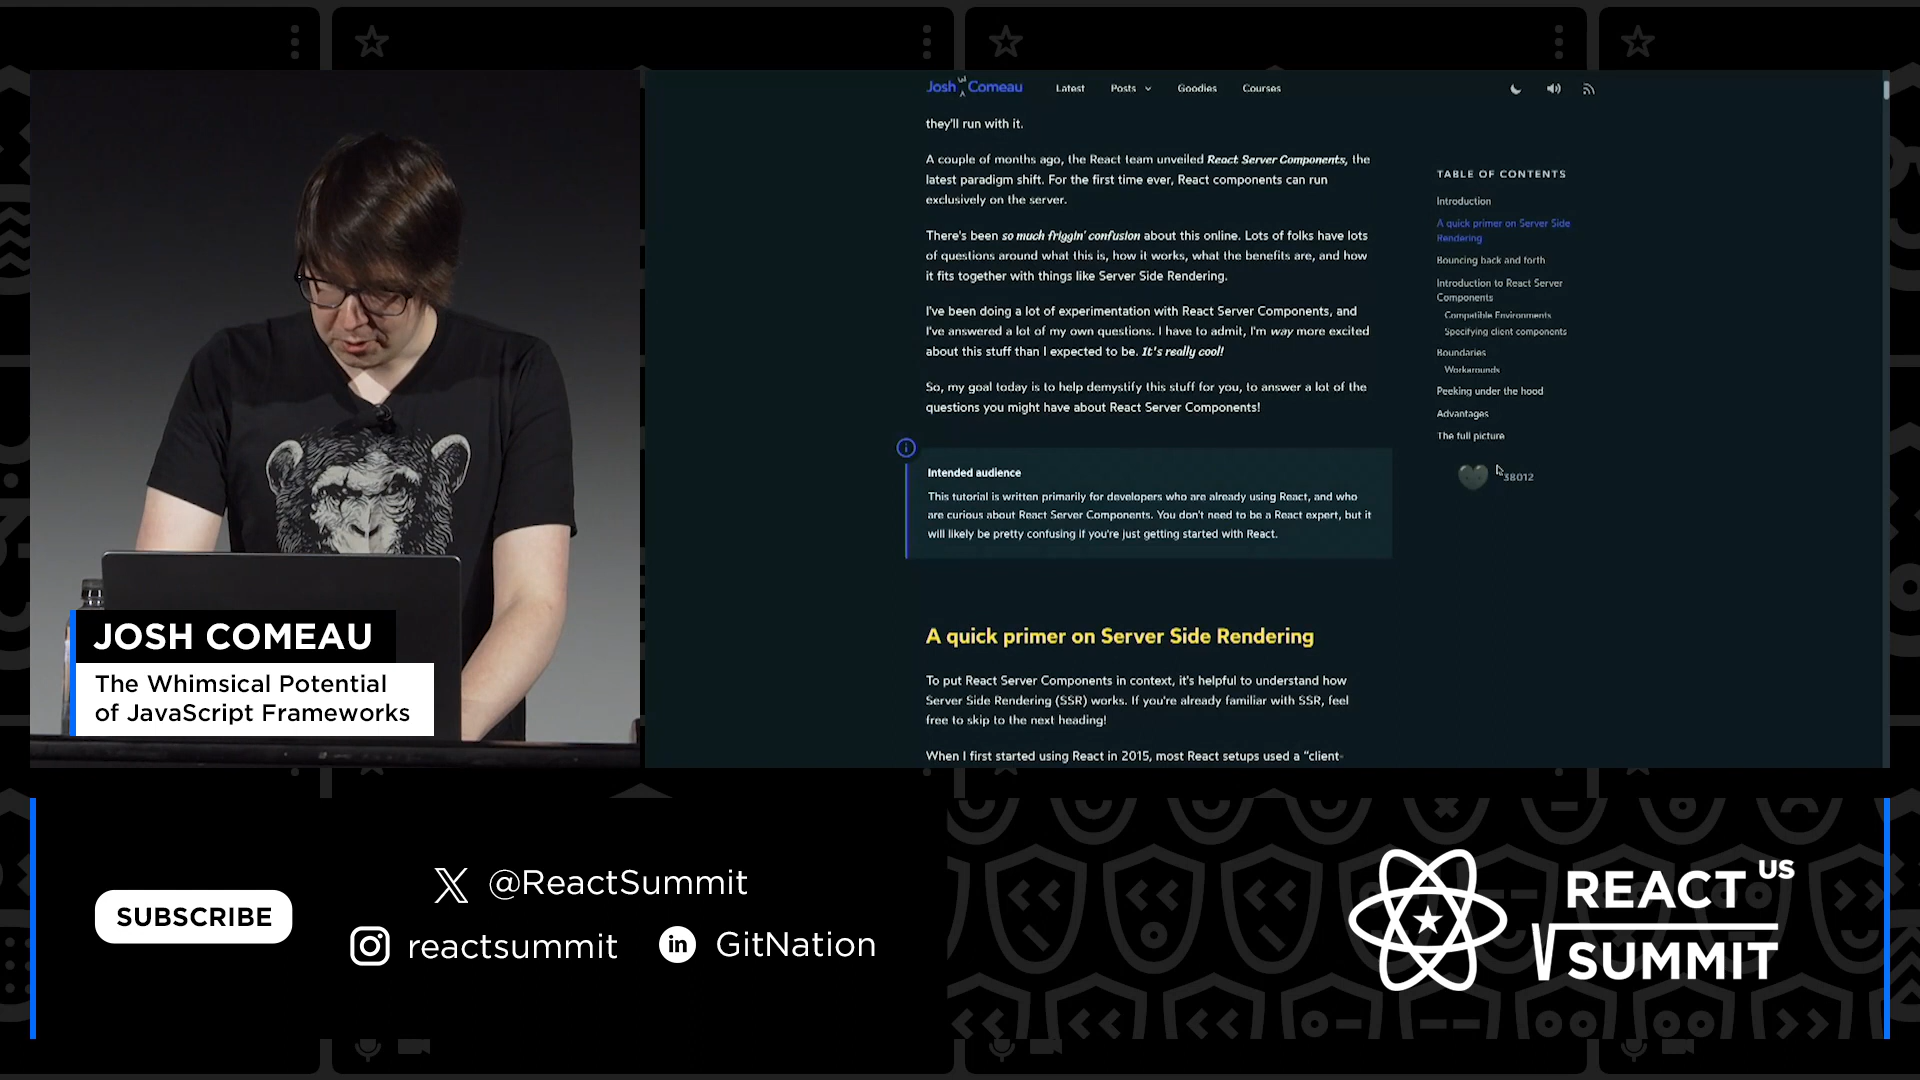 Josh W Comeau
Latest
Posts
Goodies
Courses
they'll run with it.
A couple of months ago, the React team unveiled React Server Components, the
latest paradigm shift. For the first time ever, React components can run
exclusively on the server.
There's been so much friggin' confusion about this online. Lots of folks have lots
of questions around what this is, how it works, what the benefits are, and how
it fits together with things like Server Side Rendering.
I've been doing a lot of experimentation with React Server Components, and
I've answered a lot of my own questions. I have to admit, I'm way more excited
about this stuff than I expected to be. It's really cool!
So, my goal today is to help demystify this stuff for you, to answer a lot of the
questions you might have about React Server Components!
Intended audience
This tutorial is written primarily for developers who are already using React, and who
are curious about React Server Components. You don't need to be a React expert, but it
will likely be pretty confusing if you're just getting started with React.
A quick primer on Server Side Rendering
To put React Server Components in context, it's helpful to understand how
Server Side Rendering (SSR) works. If you're already familiar with SSR, feel
free to skip to the next heading!
When I first started using React in 2015, most React setups used a “client-
TABLE OF CONTENTS
Introduction
A quick primer on Server Side
Rendering
Bouncing back and forth
Introduction to React Server
Components
Compatible Environments
Specifying client components
Boundaries
Workarounds
Peeking under the hood
Advantages
The full picture
38012
JOSH COMEAU
The Whimsical Potential
of JavaScript Frameworks
SUBSCRIBE
@ReactSummit
reactsummit
in
GitNation
REACT US
SUMMIT